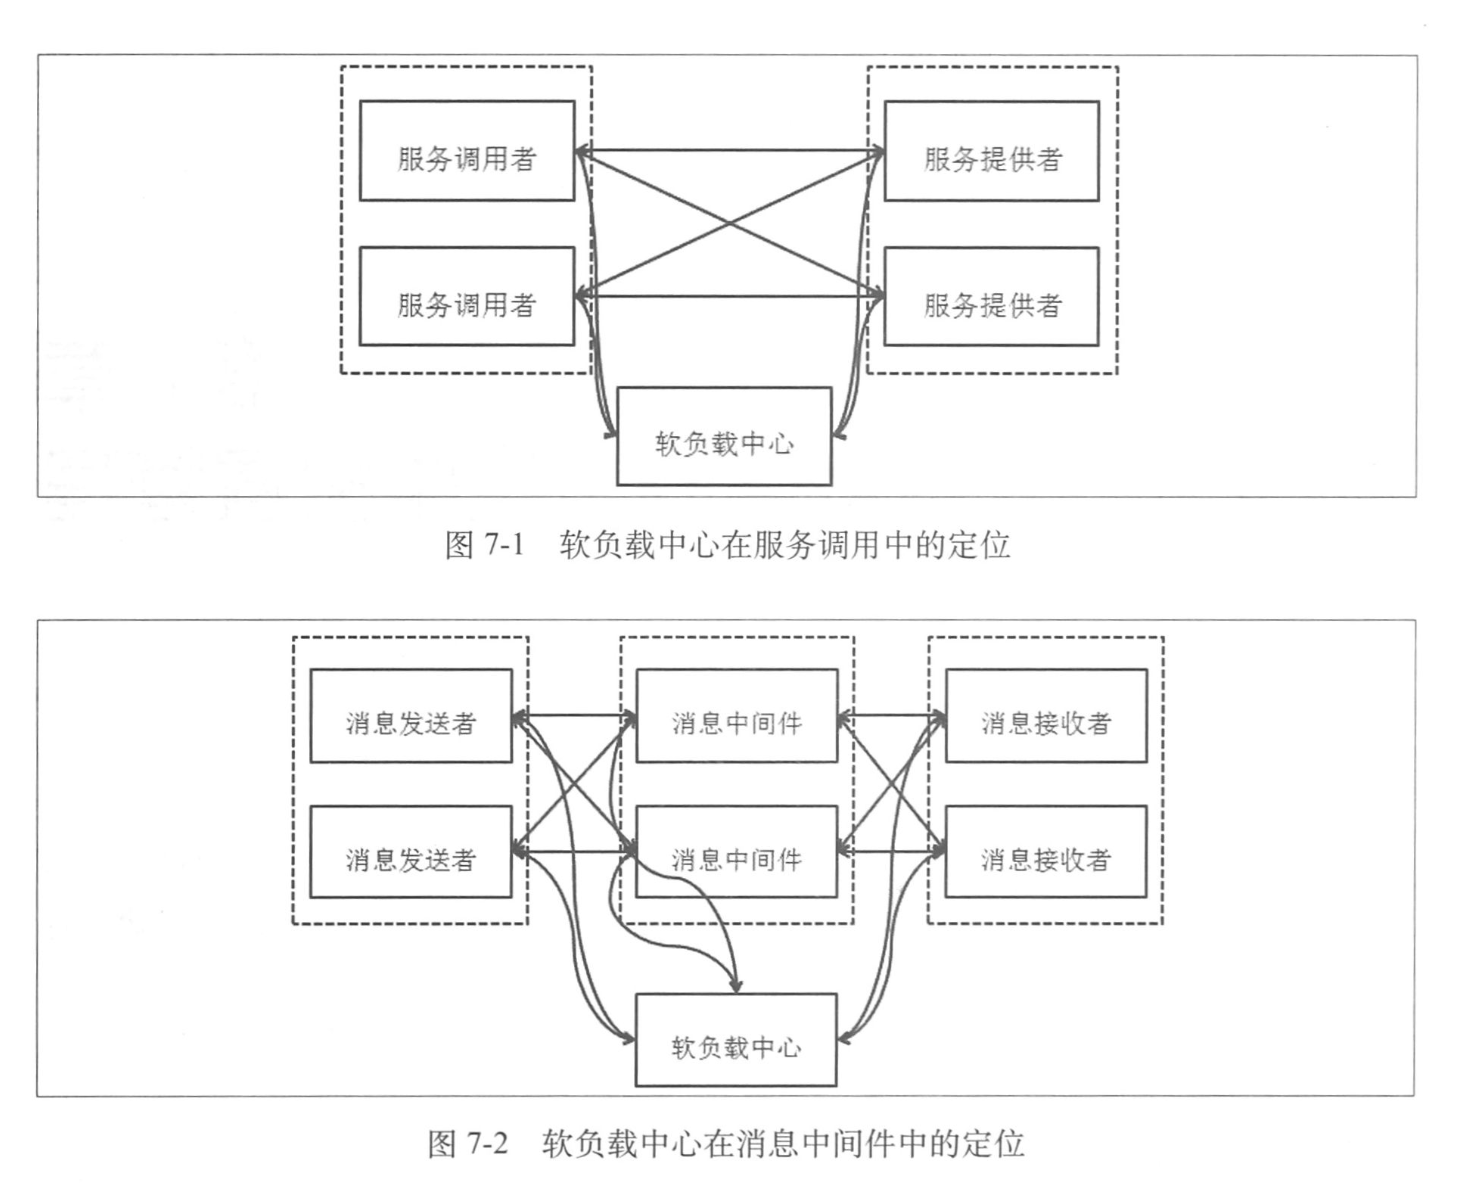 服务调用者
服务提供者
服务调用者
服务提供者
软负载中心
图 7-1 软负载中心在服务调用中的定位
消息发送者
消息中间件
消息接收者
消息发送者
消息中间件
消息接收者
软负载中心
图 7-2 软负载中心在消息中间件中的定位